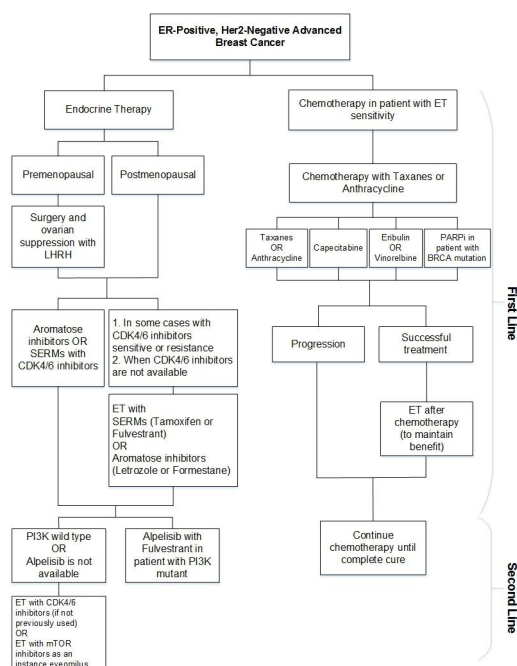 ER-Positive, Her2-Negative Advanced
Breast Cancer
Endocrine Therapy
Chemotherapy in patient with ET
sensitivity
Premenopausal
Postmenopausal
Chemotherapy with Taxanes or
Anthracycline
Surgery and
ovarian
suppression with
LHRH
Taxanes
OR
Anthracycline
Capecitabine
Eribulin
OR
Vinorelbine
PARPi in
patient with
BRCA mutation
First Line
Aromatose
inhibitors OR
SERMs with
CDK4/6 inhibitors
1. In some cases with
CDK4/6 inhibitors
sensitive or resistance
2. When CDK4/6 inhibitors
are not available
Progression
Successful
treatment
ET with
SERMs (Tamoxifen or
Fulvestrant)
OR
Aromatase inhibitors
(Letrozole or Formestane)
ET after
chemotherapy
(to maintain
benefit)
PI3K wild type
OR
Alpelisib is not
available
Alpelisib with
Fulvestrant in
patient with PI3K
mutant
Continue
chemotherapy until
complete cure
Second Line
ET with CDK4/6
inhibitors (if not
previously used)
OR
ET with mTOR
inhibitors as an
instance eveomilus